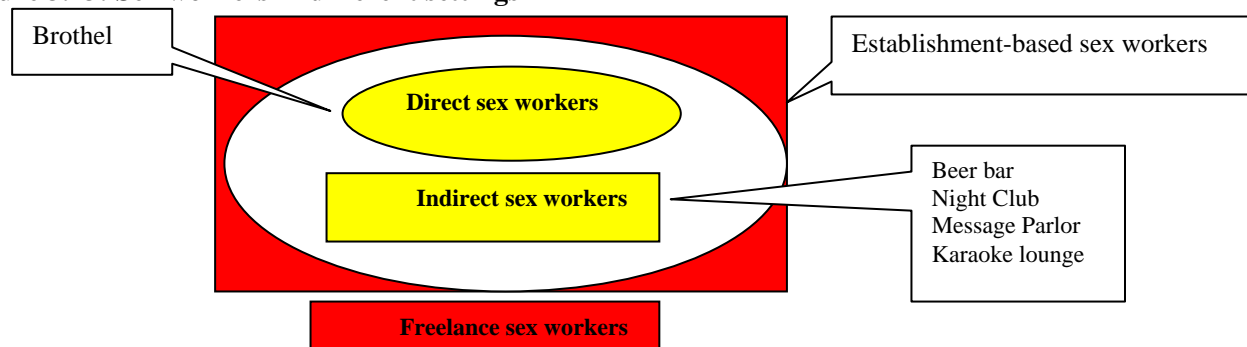 Brothel
Establishment-based sex workers
Direct sex workers
Indirect sex workers
Beer bar
Night Club
Message Parlor
Karaoke lounge
Freelance sex workers